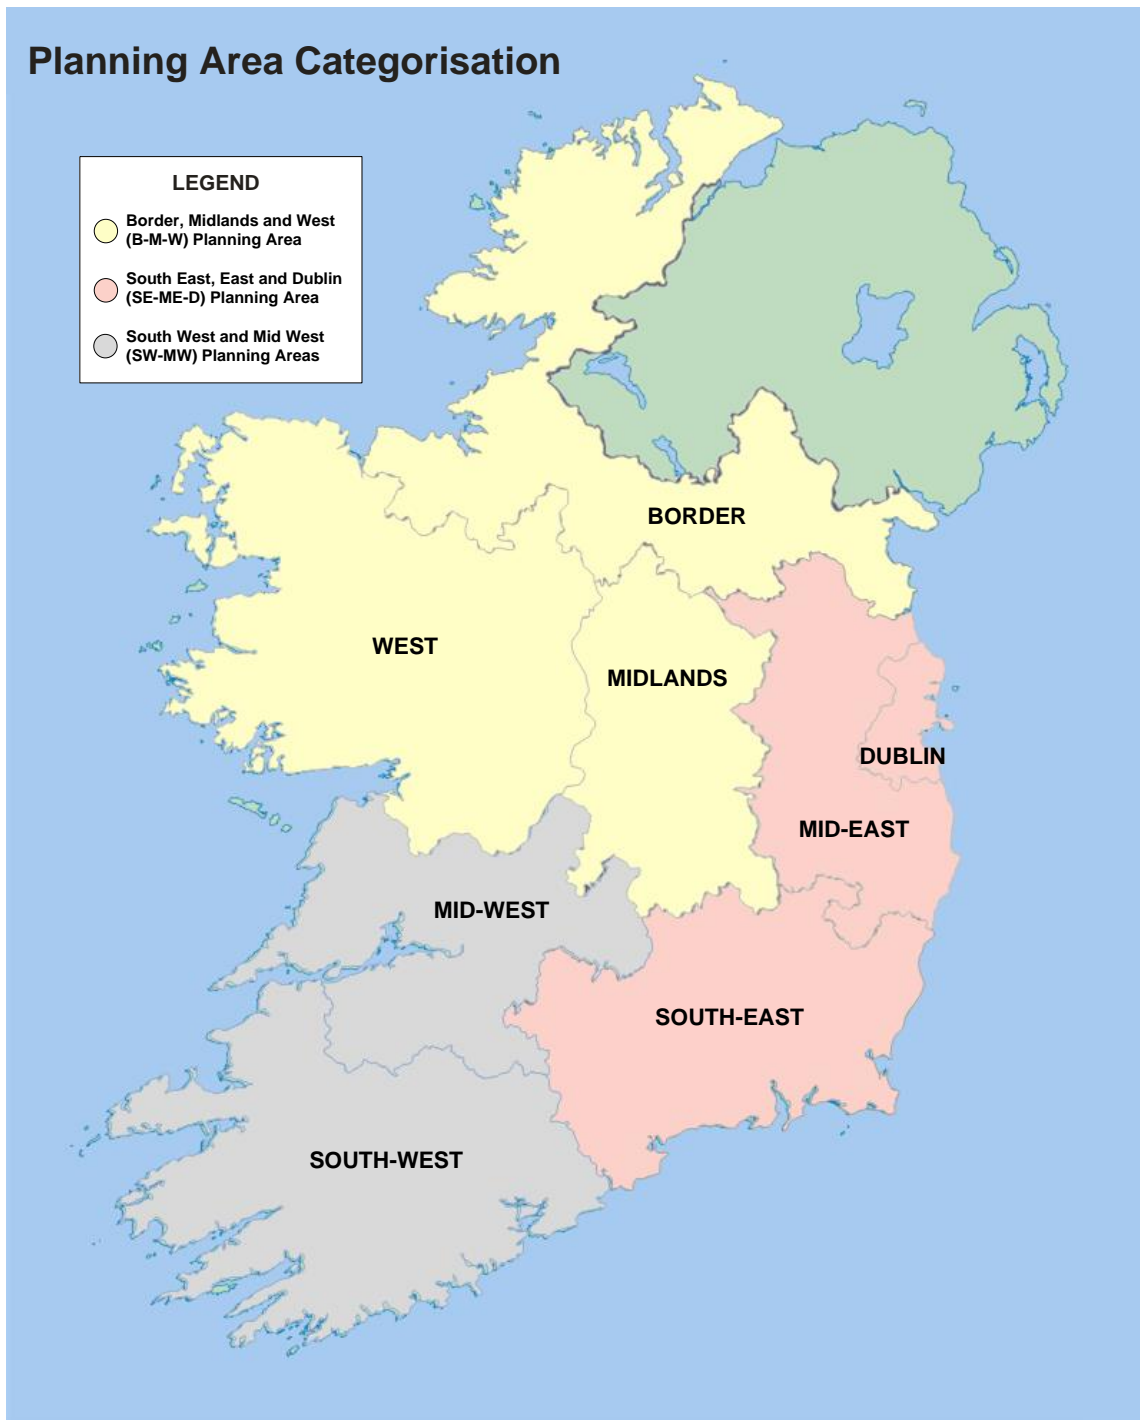 Planning Area Categorisation
LEGEND
Border, Midlands and West
(B-M-W) Planning Area
South East, East and Dublin
(SE-ME-D) Planning Area
South West and Mid West
(SW-MW) Planning Areas
BORDER
WEST
MIDLANDS
DUBLIN
MID-EAST
MID-WEST
SOUTH-EAST
SOUTH-WEST